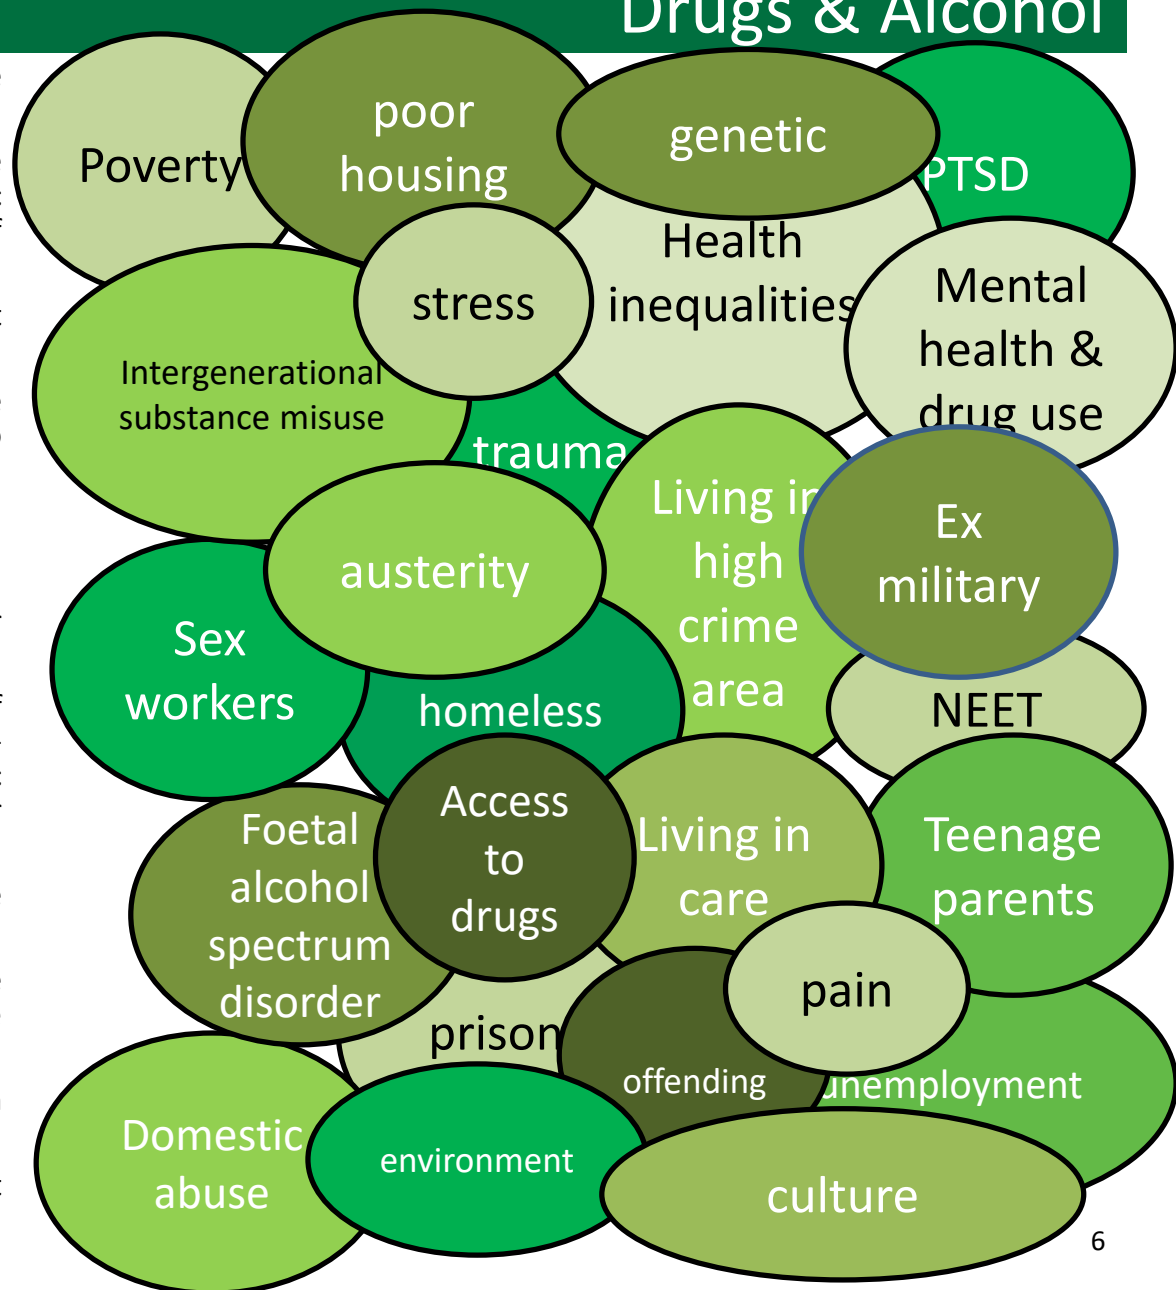 Drugs & Alcohol
Poverty
poor
housing
genetic
PTSD
Health
inequalities
stress
Mental
health &
drug use
Intergenerational
substance misuse
trauma
Living in
high
crime
area
Ex
military
austerity
Sex
workers
homeless
NEET
Access
to
drugs
Living in
care
Teenage
parents
Foetal
alcohol
spectrum
disorder
pain
prison
offending
unemployment
Domestic
abuse
environment
culture
6